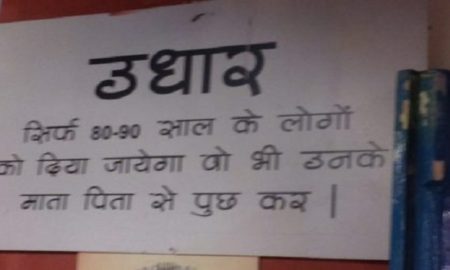 उधार
सिर्फ 80-90 साल के लोगों
को दिया जायेगा वो भी उनके
माता पिता से पुछ कर |